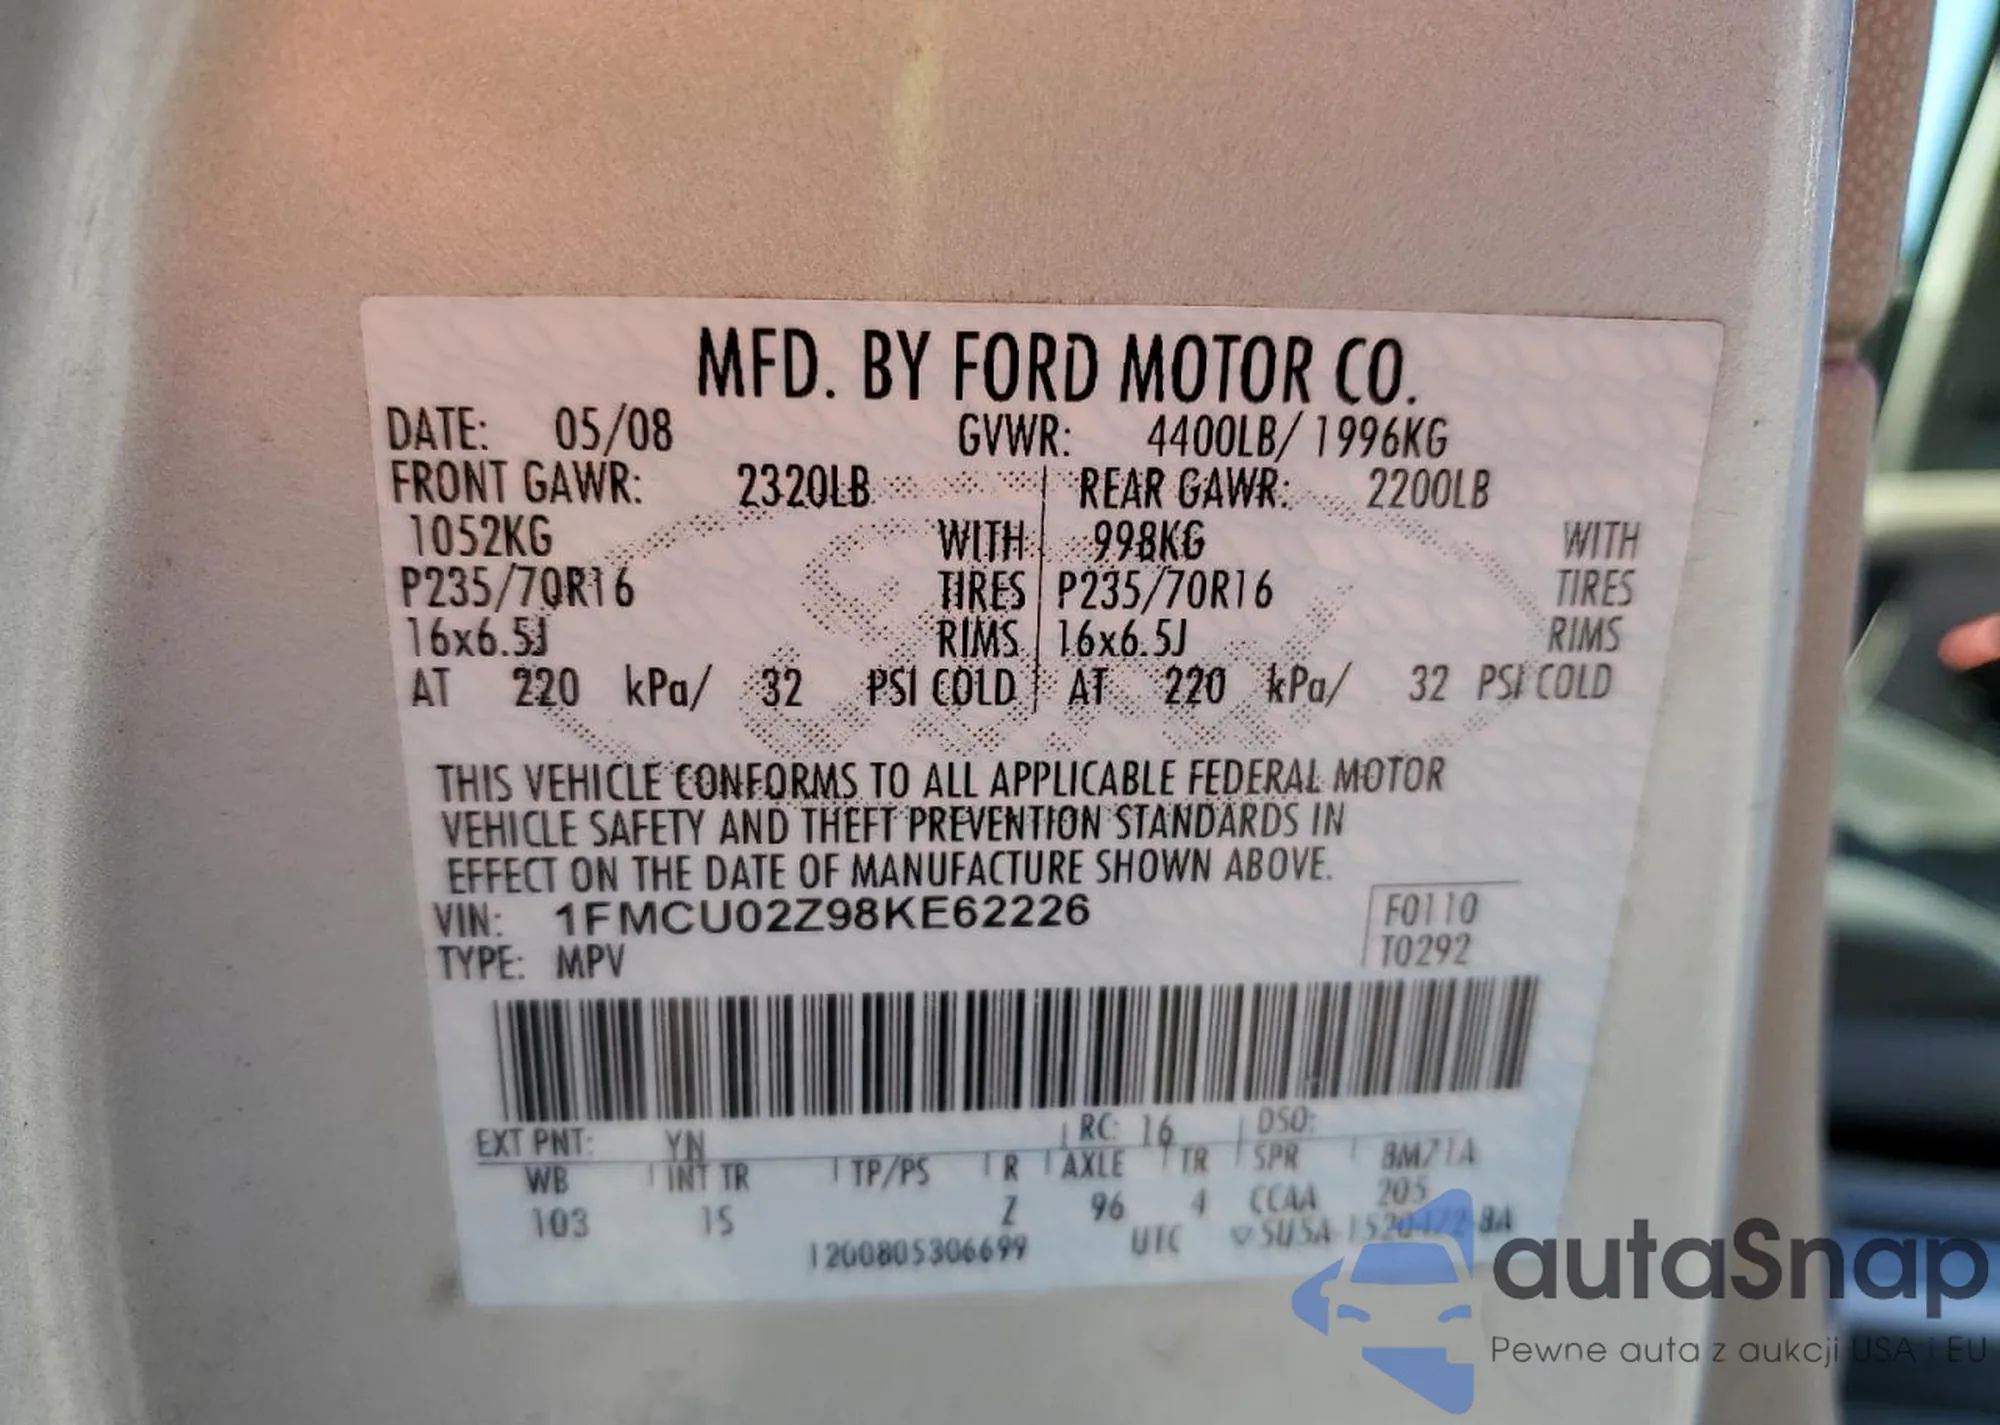 MFD. BY FORD MOTOR CO.
DATE: 05/08 GVWR: 4400LB/ 1996KG
FRONT GAWR: 2320LB REAR GAWR: 2200LB
1052KG WITH 998KG WITH
P235/70R16 TIRES P235/70R16 TIRES
16x6.5J RIMS 16x6.5J RIMS
AT 220 kPa/ 32 PSI COLD AT 220 kPa/ 32 PSI COLD
THIS VEHICLE CONFORMS TO ALL APPLICABLE FEDERAL MOTOR
VEHICLE SAFETY AND THEFT PREVENTION STANDARDS IN
EFFECT ON THE DATE OF MANUFACTURE SHOWN ABOVE.
VIN: 1FMCU02Z98KE62226 F0110
TYPE: MPV T0292
EXT PNT: YN RC: 16 DSO:
WB INT TR TP/PS R AXLE TR SPR 8M71A
103 15 Z 96 4 CCAA 205
1200805306699 UTC
autaSnap
Pewne auta z aukcji USA i EU